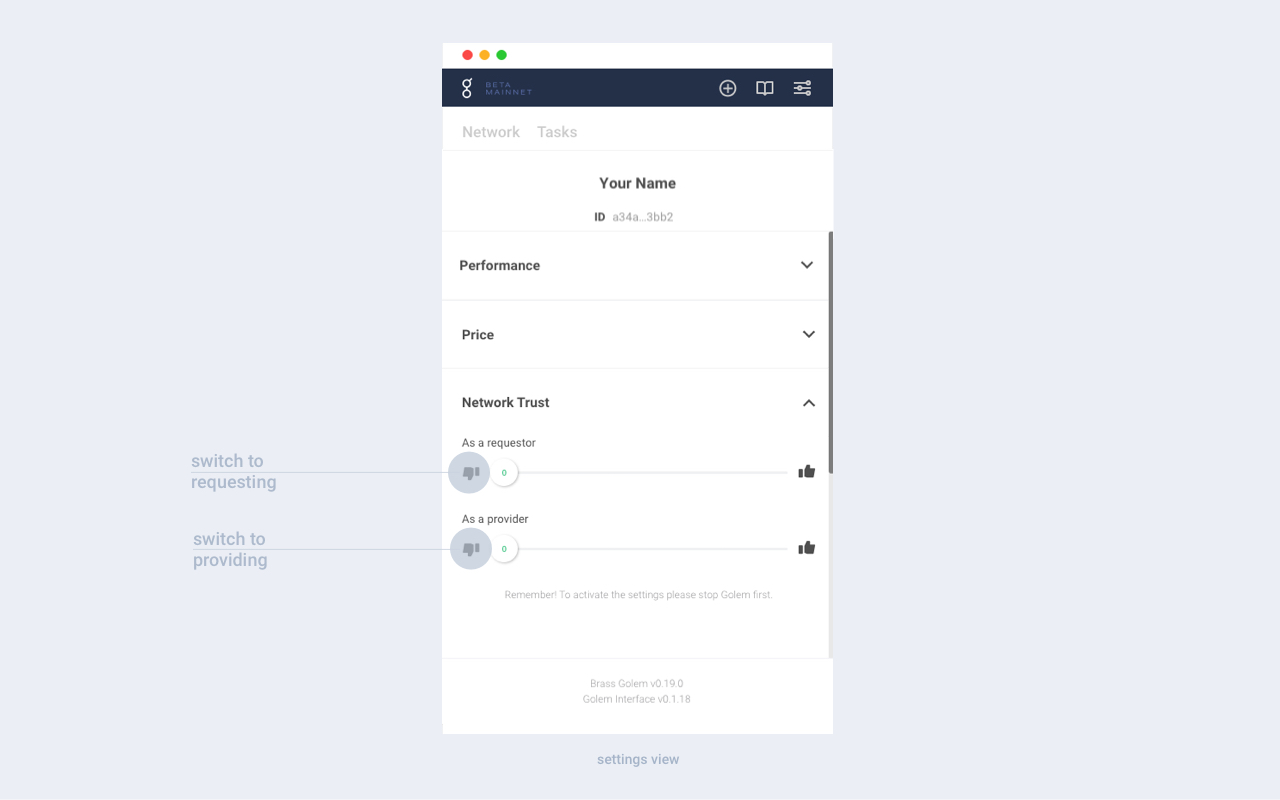 BETA
MAINNET
Network Tasks
Your Name
ID a34a...3bb2
Performance
Price
Network Trust
As a requestor
switch to
requesting
0
As a provider
switch to
providing
0
Remember! To activate the settings please stop Golem first.
Brass Golem v0.19.0
Golem Interface v0.1.18
settings view